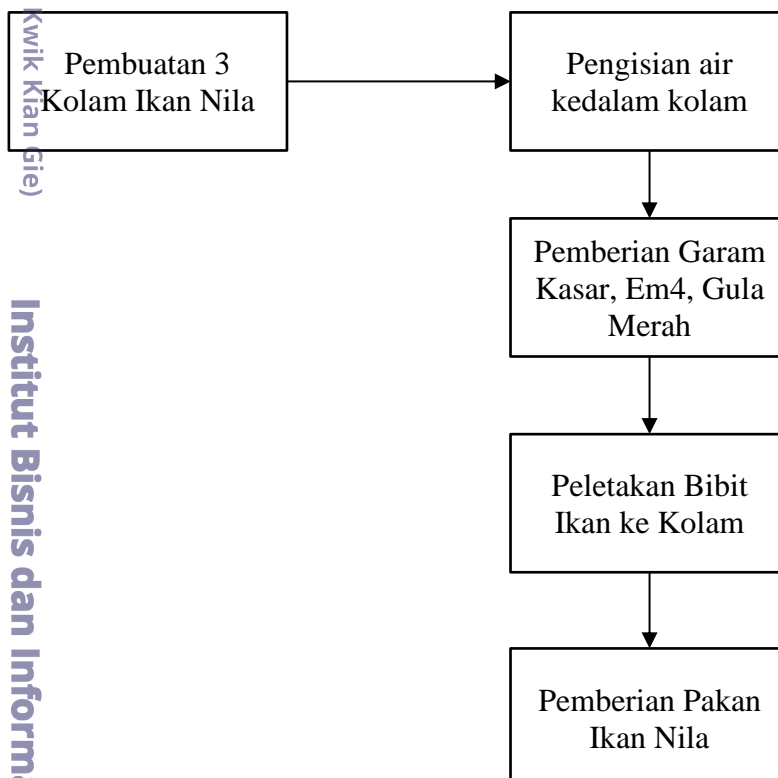 Pembuatan 3
Kolam Ikan Nila
Pengisian air
kedalam kolam
Pemberian Garam
Kasar, Em4, Gula
Merah
Peletakan Bibit
Ikan ke Kolam
Pemberian Pakan
Ikan Nila
Kwik Kian Gie)
Institut Bisnis dan